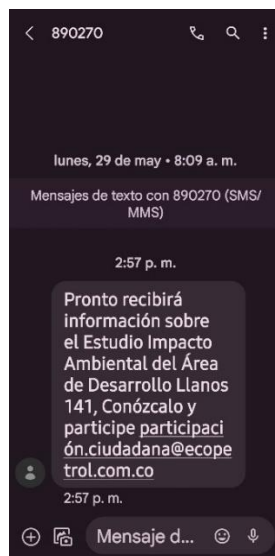 890270
lunes, 29 de may • 8:09 a. m.
Mensajes de texto con 890270 (SMS/
MMS)
2:57 p. m.
Pronto recibirá
información sobre
el Estudio Impacto
Ambiental del Área
de Desarrollo Llanos
141, Conózcalo y
participe participaci
ón.ciudadana@ecope
trol.com.co
2:57 p. m.
Mensaje d...